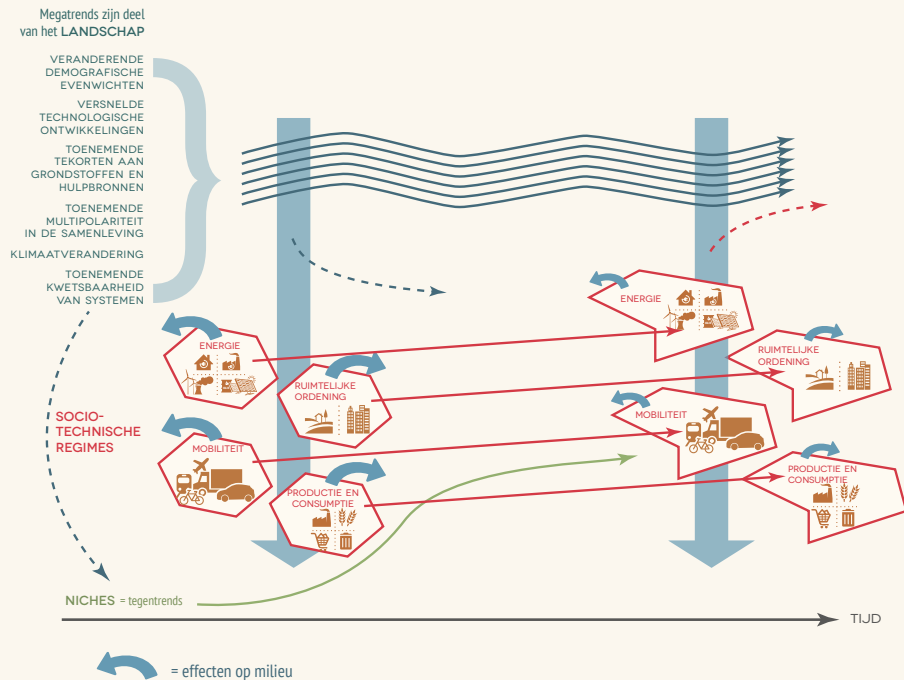 Megatrends zijn deel
van het LANDSCHAP
VERANDERENDE
DEMOGRAFISCHE
EVENWICHTEN
VERSNELDE
TECHNOLOGISCHE
ONTWIKKELINGEN
TOENEMENDE
TEKORTEN AAN
GRONDSTOFFEN EN
HULPBRONNEN
TOENEMENDE
MULTIPOLARITEIT
IN DE SAMENLEVING
KLIMAATVERANDERING
TOENEMENDE
KWETSBAARHEID
VAN SYSTEMEN
SOCIO-
TECHNISCHE
REGIMES
ENERGIE
RUIMTELIJKE
ORDENING
MOBILITEIT
PRODUCTIE EN
CONSUMPTIE
ENERGIE
RUIMTELIJKE
ORDENING
MOBILITEIT
PRODUCTIE EN
CONSUMPTIE
NICHES = tegentrends
TIJD
= effecten op milieu